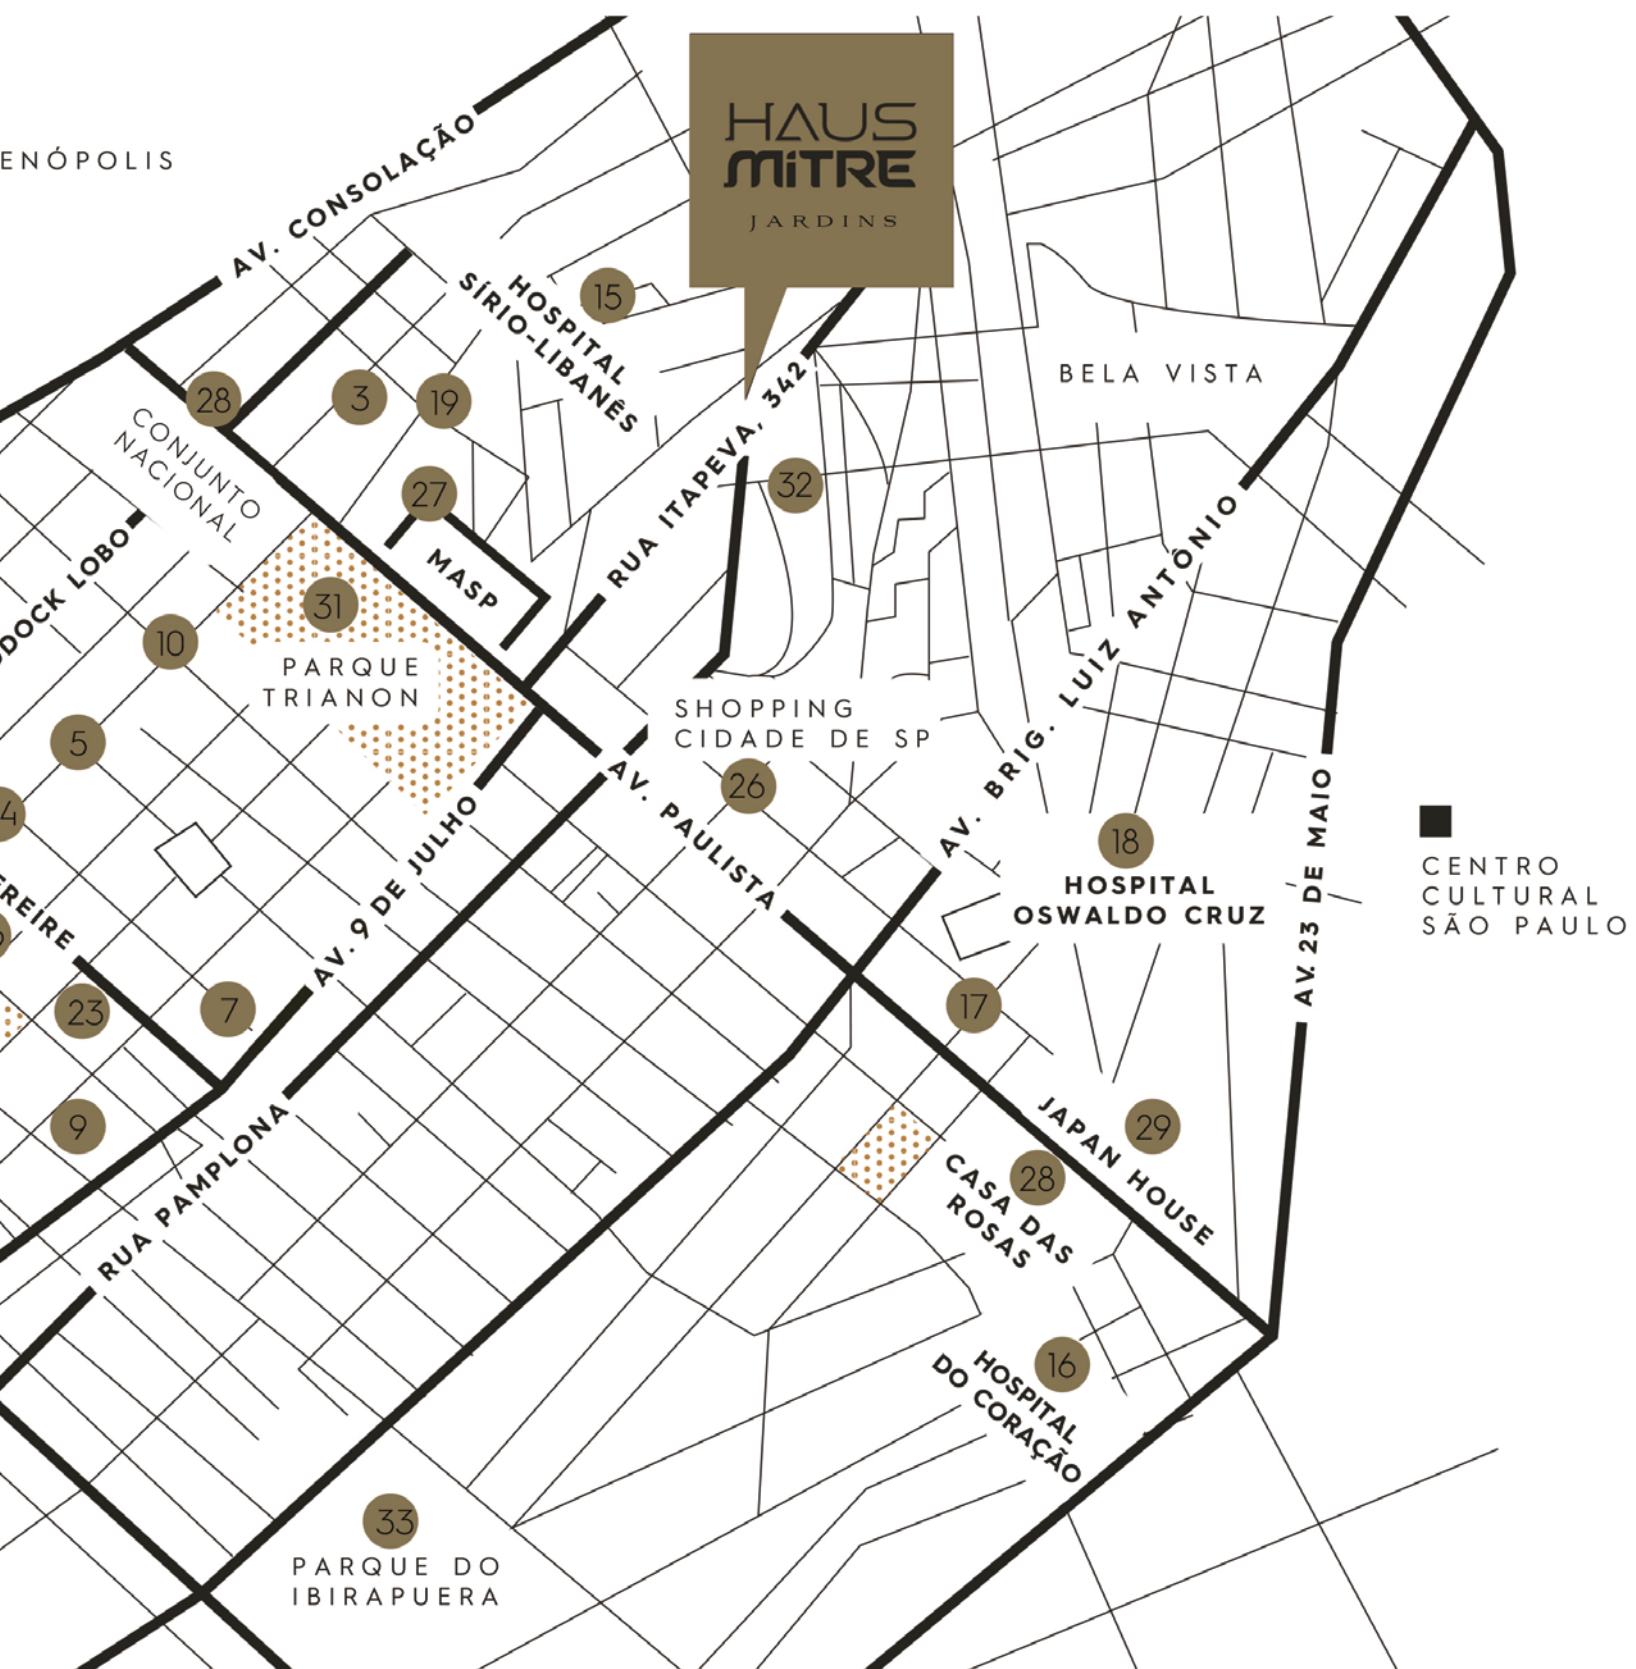 HAUS
MiTRE
JARDINS
ENÓPOLIS
AV. CONSOLAÇÃO
HOSPITAL
SÍRIO-LIBANÊS
15
28
3
19
CONJUNTO
NACIONAL
27
MASP
RUA ITAPEVA, 342
32
BELA VISTA
DOCK LOBO
31
10
PARQUE
TRIANON
5
4
SHOPPING
CIDADE DE SP
26
AV. PAULISTA
AV. BRIG. LUIZ ANTÔNIO
18
HOSPITAL
OSWALDO CRUZ
AV. 23 DE MAIO
CENTRO
CULTURAL
SÃO PAULO
AV. 9 DE JULHO
REIRE
23
7
17
9
RUA PAMPLONA
JAPAN HOUSE
29
28
CASA DAS
ROSAS
16
HOSPITAL
DO CORAÇÃO
33
PARQUE DO
IBIRAPUERA